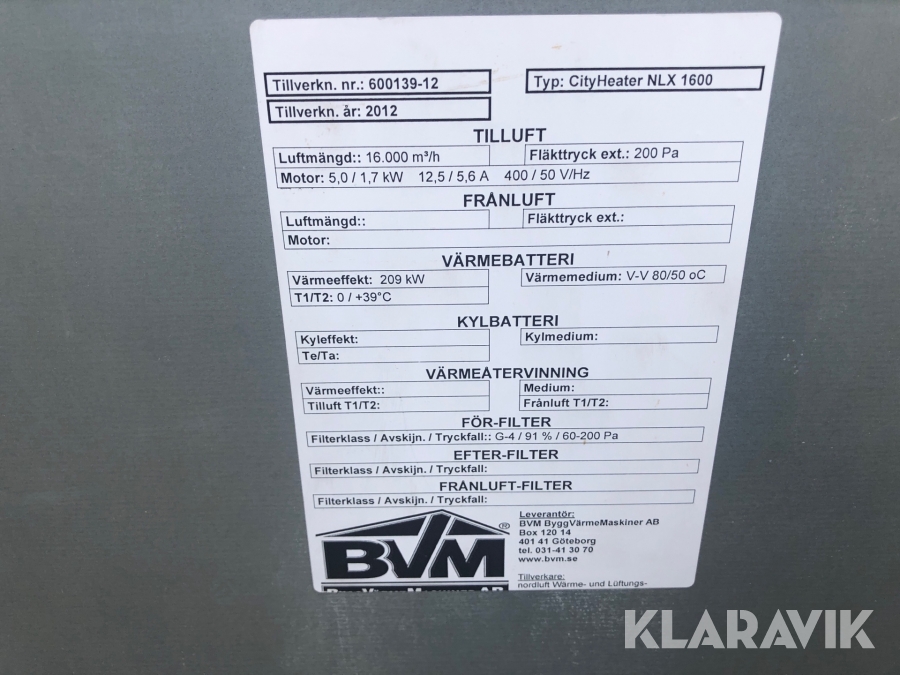 Tillverkn. nr.: 600139-12
Typ: CityHeater NLX 1600
Tillverkn. år: 2012
TILLUFT
Luftmängd:: 16.000 m³/h
Fläkttryck ext.: 200 Pa
Motor: 5,0 / 1,7 kW 12,5 / 5,6 A 400 / 50 V/Hz
FRÅNLUFT
Luftmängd::
Fläkttryck ext.:
Motor:
VÄRMEBATTERI
Värmeeffekt: 209 kW
Värmemedium: V-V 80/50 oC
T1/T2: 0 / +39°C
KYLBATTERI
Kyleffekt:
Kylmedium:
Te/Ta:
VÄRMEÅTERVINNING
Värmeeffekt::
Medium:
Tilluft T1/T2:
Frånluft T1/T2:
FÖR-FILTER
Filterklass / Avskijn. / Tryckfall:: G-4 / 91 % / 60-200 Pa
EFTER-FILTER
Filterklass / Avskijn. / Tryckfall:
FRÅNLUFT-FILTER
Filterklass / Avskijn. / Tryckfall:
BVM ®
Leverantör:
BVM ByggVärmeMaskiner AB
Box 120 14
401 41 Göteborg
tel. 031-41 30 70
www.bvm.se
Tillverkare:
nordluft Wärme- und Lüftungs-
KLARAVIK